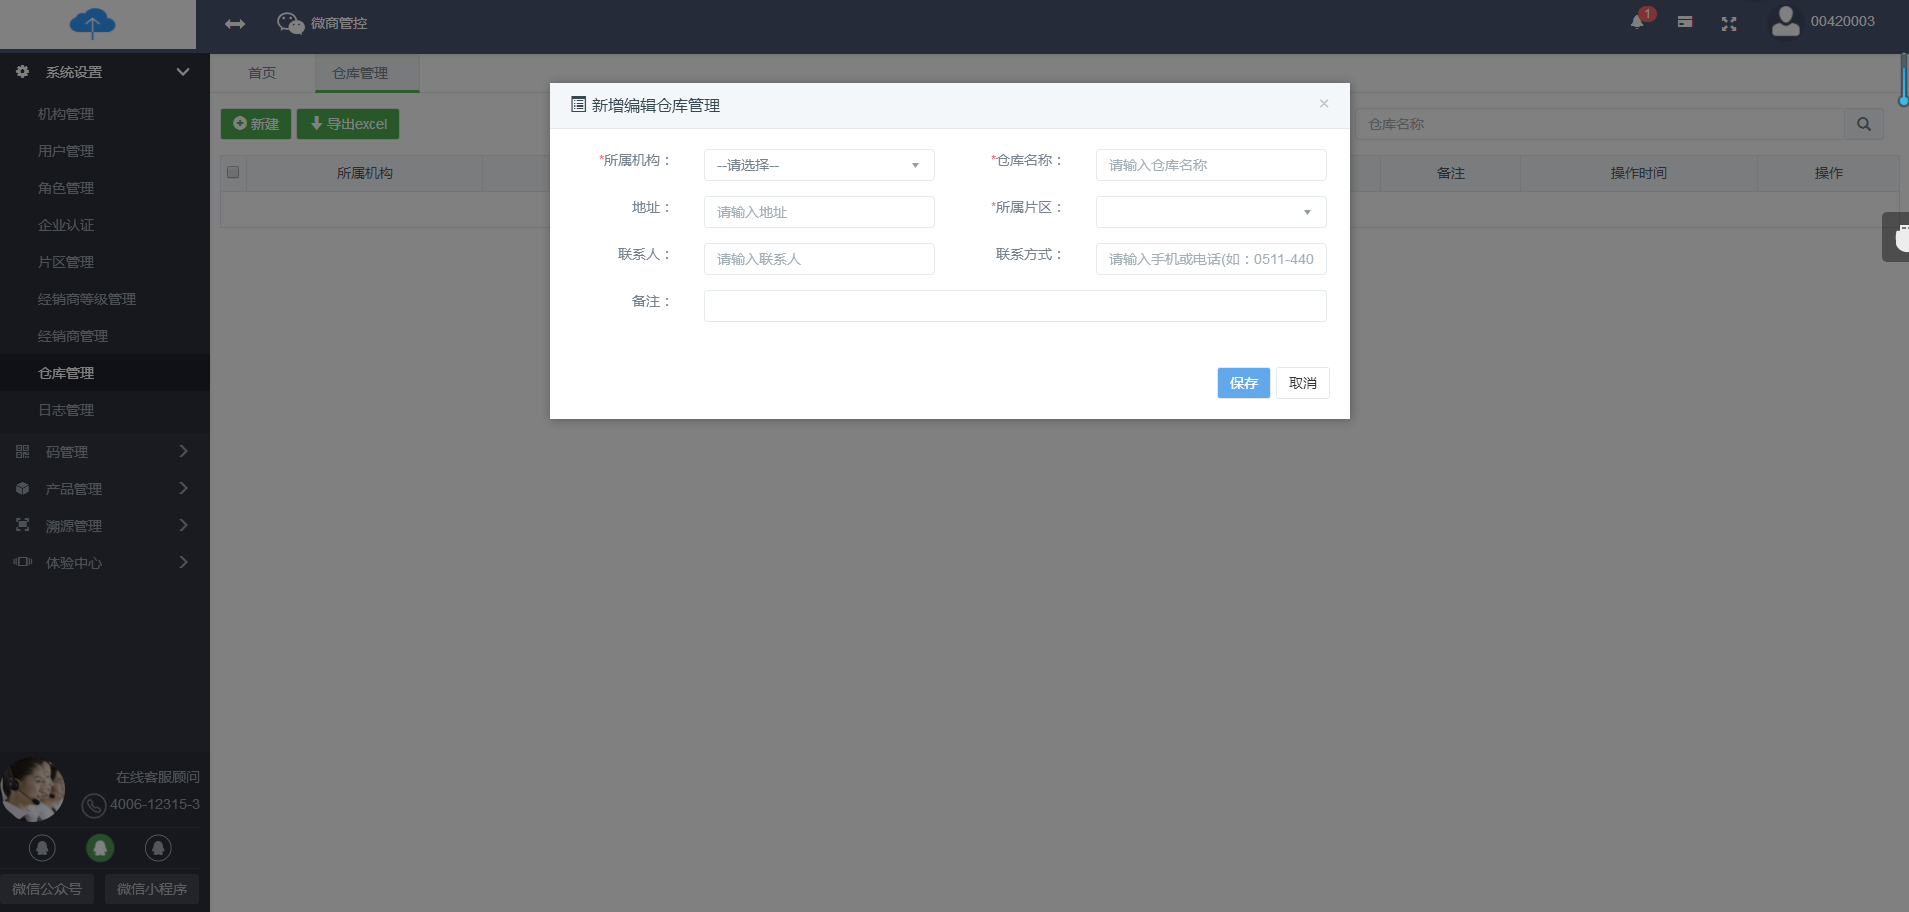 微商管控
1
00420003
系统设置
机构管理
用户管理
角色管理
企业认证
片区管理
经销商等级管理
经销商管理
仓库管理
日志管理
码管理
产品管理
溯源管理
体验中心
在线客服顾问
4006-12315-3
微信公众号
微信小程序
首页
仓库管理
新建
导出excel
仓库名称
所属机构
备注
操作时间
操作
新增编辑仓库管理
×
*所属机构：
--请选择--
*仓库名称：
请输入仓库名称
地址：
请输入地址
*所属片区：
联系人：
请输入联系人
联系方式：
请输入手机或电话(如：0511-440
备注：
保存
取消